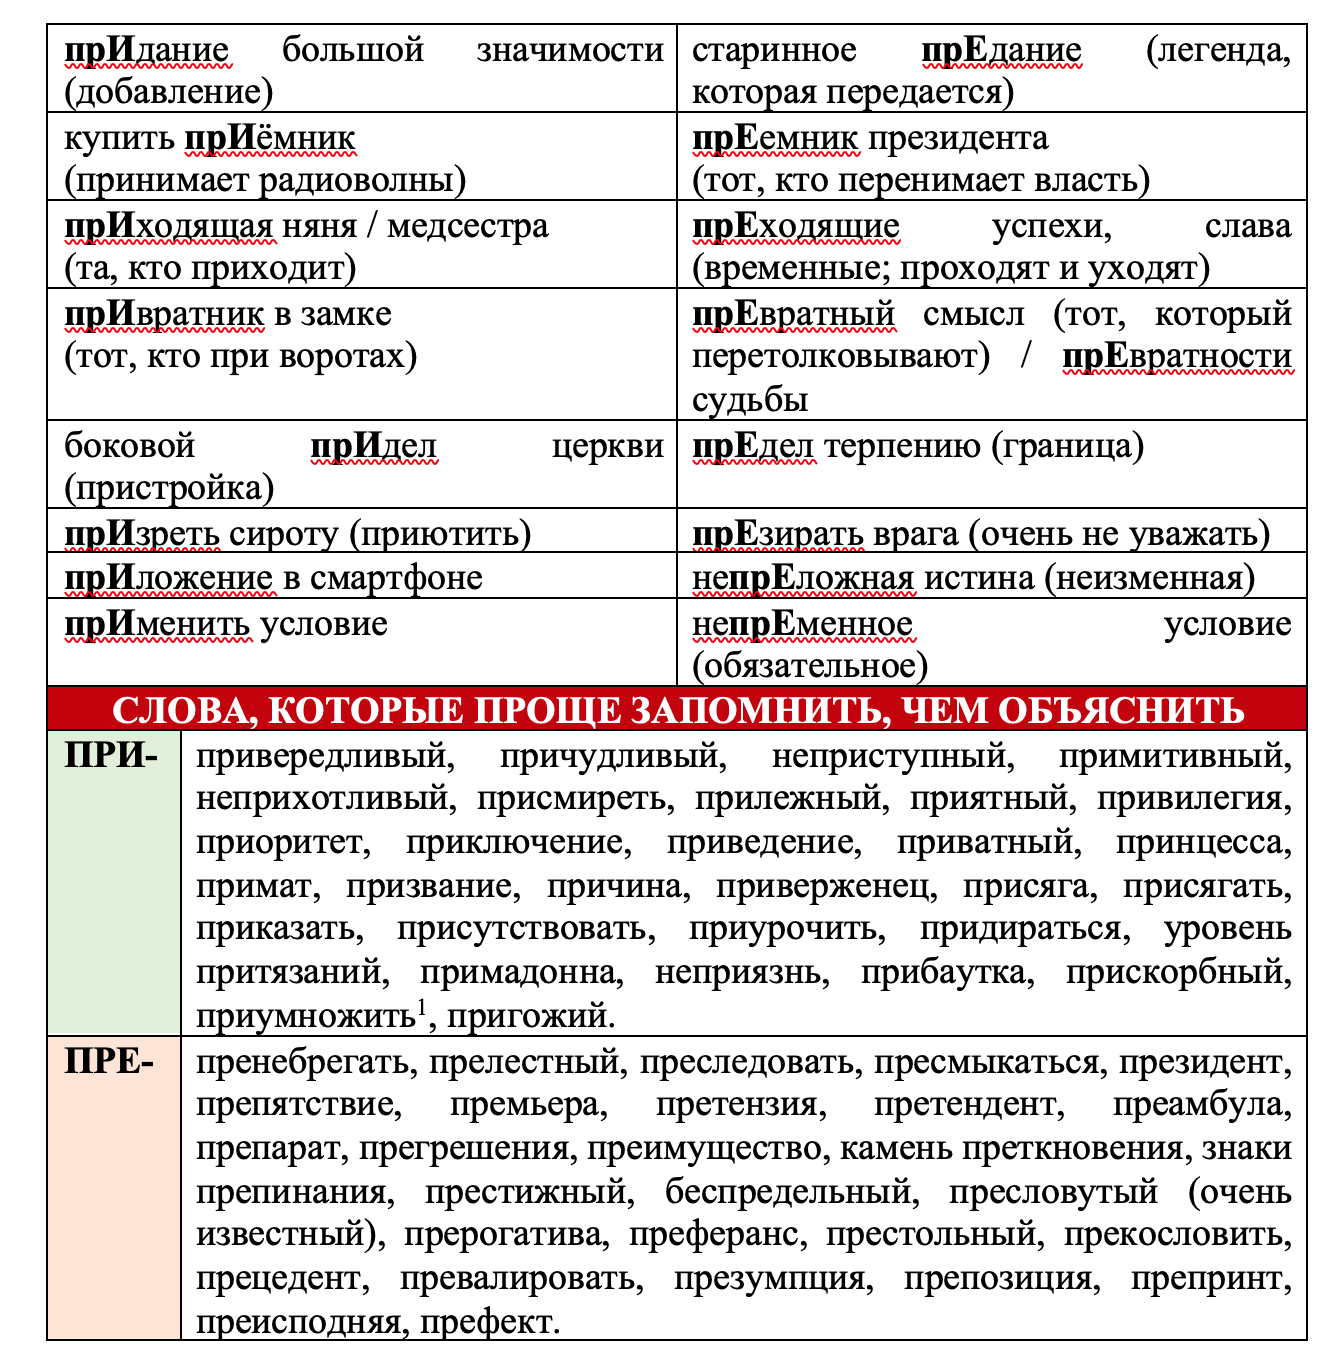 прИдание большой значимости
(добавление)
старинное прЕдание (легенда,
которая передается)
купить прИёмник
(принимает радиоволны)
прЕемник президента
(тот, кто перенимает власть)
прИходящая няня / медсестра
(та, кто приходит)
прЕходящие успехи, слава
(временные; проходят и уходят)
прИвратник в замке
(тот, кто при воротах)
прЕвратный смысл (тот, который
перетолковывают) / прЕвратности
судьбы
боковой прИдел церкви
(пристройка)
прЕдел терпению (граница)
прИзреть сироту (приютить)
прЕзирать врага (очень не уважать)
прИложение в смартфоне
непрЕложная истина (неизменная)
прИменить условие
непрЕменное условие
(обязательное)
СЛОВА, КОТОРЫЕ ПРОЩЕ ЗАПОМНИТЬ, ЧЕМ ОБЪЯСНИТЬ
ПРИ-
привередливый, причудливый, неприступный, примитивный,
неприхотливый, присмиреть, прилежный, приятный, привилегия,
приоритет, приключение, приведение, приватный, принцесса,
примат, призвание, причина, приверженец, присяга, присягать,
приказать, присутствовать, приурочить, придираться, уровень
притязаний, примадонна, неприязнь, прибаутка, прискорбный,
приумножить¹, пригожий.
ПРЕ-
пренебрегать, прелестный, преследовать, пресмыкаться, президент,
препятствие, премьера, претензия, претендент, преамбула,
препарат, прегрешения, преимущество, камень преткновения, знаки
препинания, престижный, беспредельный, пресловутый (очень
известный), прерогатива, преферанс, престольный, прекословить,
прецедент, превалировать, презумпция, препозиция, препринт,
преисподняя, префект.